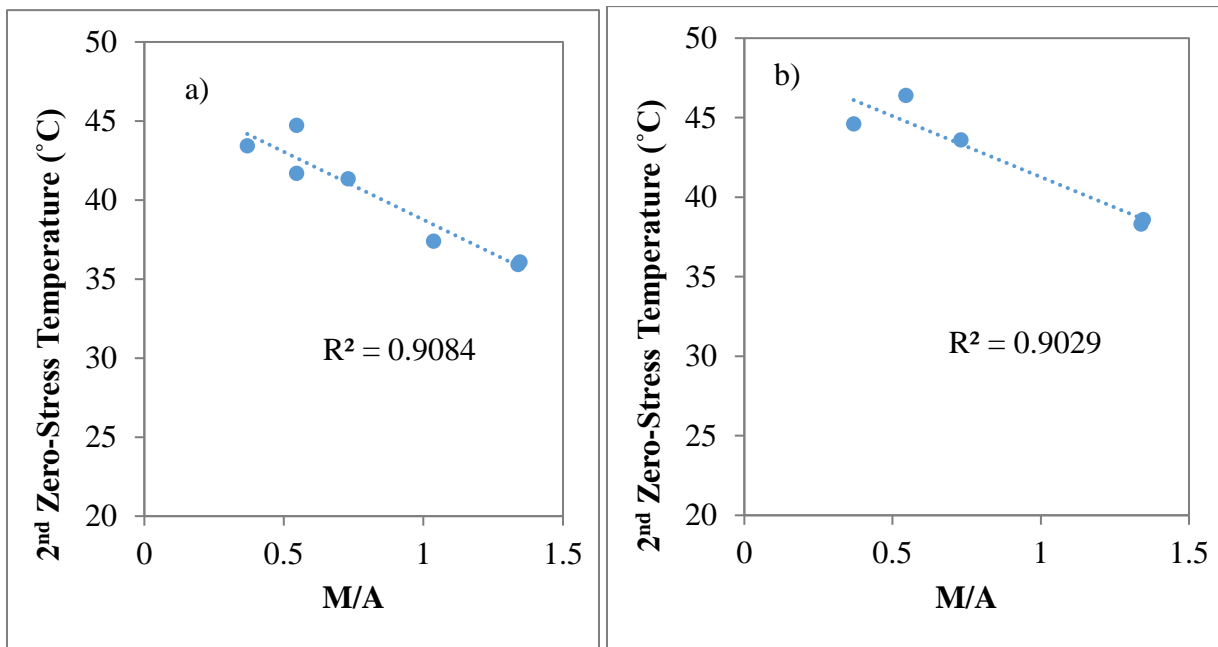 a)
2nd Zero-Stress Temperature (˚C)
50
45
40
35
30
25
20
R² = 0.9084
0
0.5
1
1.5
M/A
b)
2nd Zero-Stress Temperature (˚C)
50
45
40
35
30
25
20
R² = 0.9029
0
0.5
1
1.5
M/A